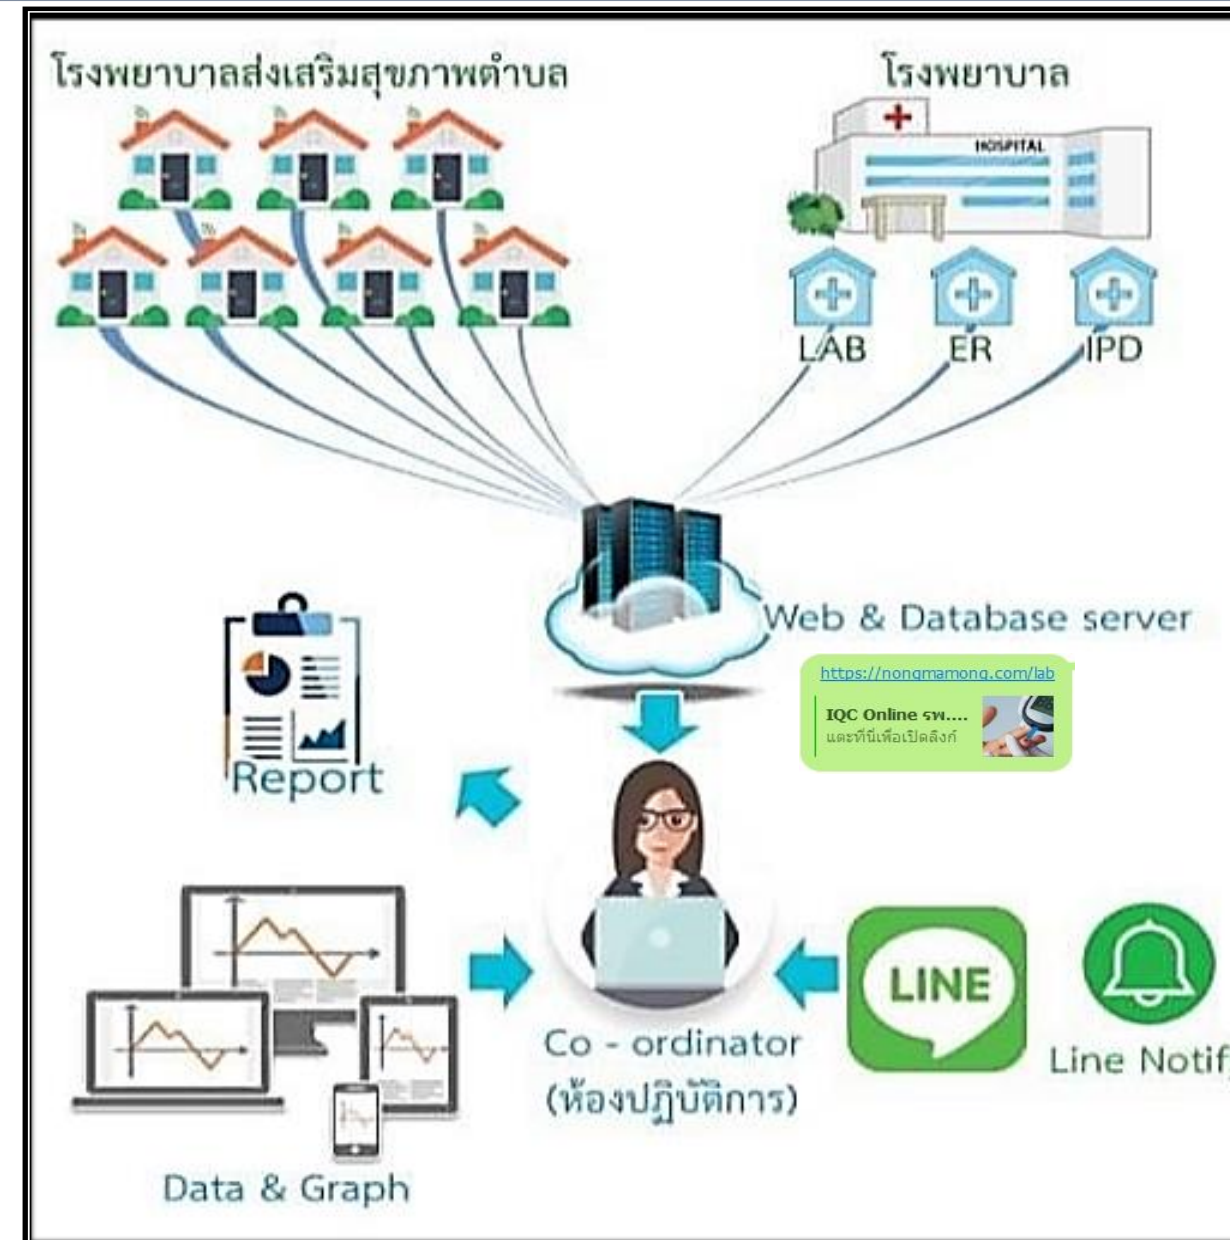 โรงพยาบาลส่งเสริมสุขภาพตำบล
โรงพยาบาล
HOSPITAL
LAB
ER
IPD
Web & Database server
https://nongmamong.com/lab
IQC Online รพ....
แตะที่นี่เพื่อเปิดลิงก์
Report
LINE
Co - ordinator
(ห้องปฏิบัติการ)
Line Notif
Data & Graph